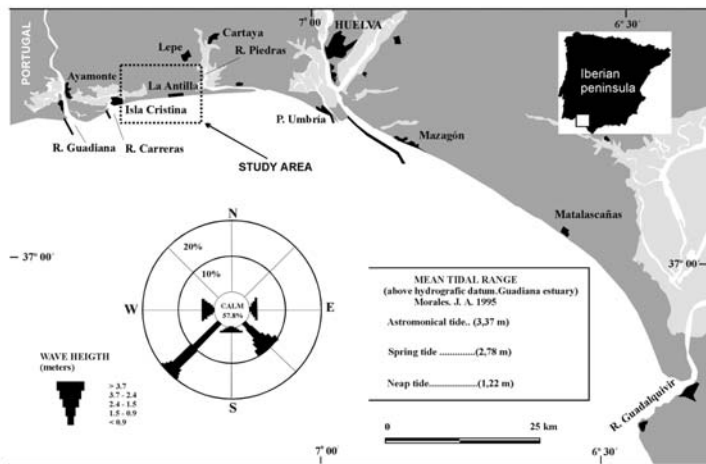 7° 00'
6° 30'
PORTUGAL
Cartaya
HUELVA
Lepe
R. Piedras
Iberian
peninsula
Ayamonte
La Antilla
Isla Cristina
P. Umbría
R. Guadiana
R. Carreras
Mazagón
STUDY AREA
Matalascañas
N
20%
37° 00'
37° 00'
10%
W
CALM
57.8%
E
S
MEAN TIDAL RANGE
(above hydrografic datum.Guadiana estuary)
Morales. J. A. 1995
Astromonical tide.. (3,37 m)
Spring tide .............(2,78 m)
Neap tide................(1,22 m)
WAVE HEIGTH
(meters)
> 3.7
3.7 - 2.4
2.4 - 1.5
1.5 - 0.9
< 0.9
R. Guadalquivir
0
25 km
7° 00'
6° 30'